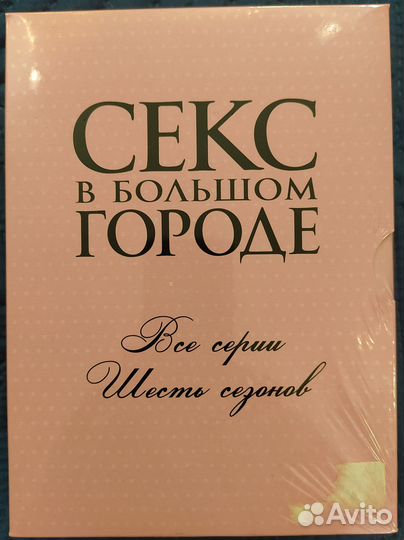 СЕКС
В БОЛЬШОМ
ГОРОДЕ
Все серии
Шесть сезонов
Avito